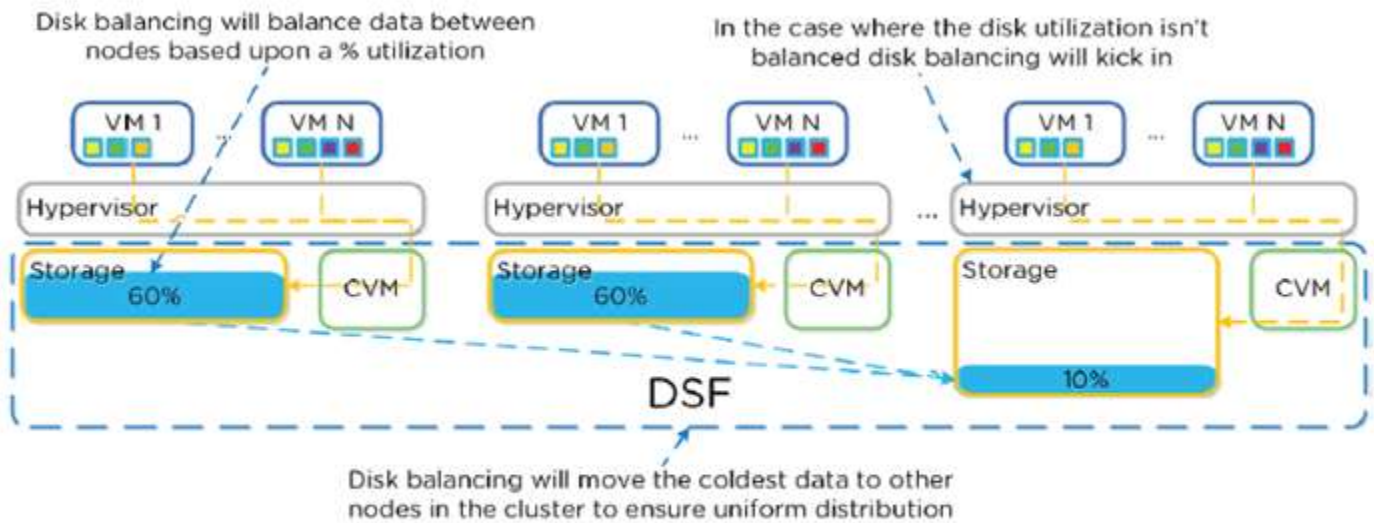 Disk balancing will balance data between
nodes based upon a % utilization
In the case where the disk utilization isn't
balanced disk balancing will kick in
VM 1
...
VM N
VM 1
...
VM N
VM 1
...
VM N
Hypervisor
Hypervisor
...
Hypervisor
Storage
60%
CVM
Storage
60%
CVM
Storage
10%
CVM
DSF
Disk balancing will move the coldest data to other
nodes in the cluster to ensure uniform distribution